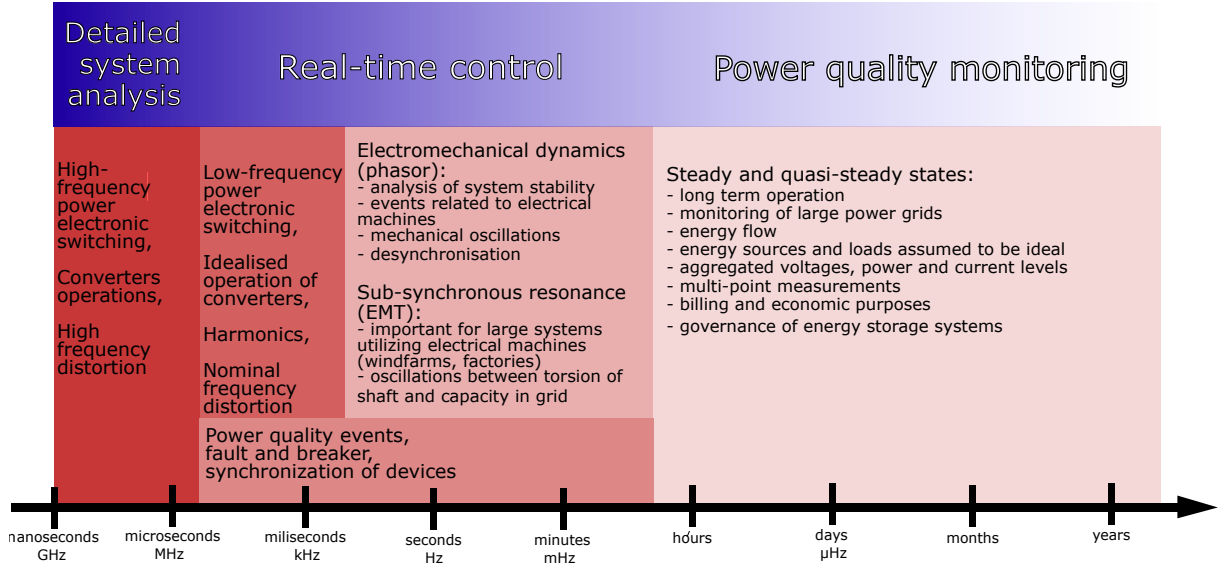 Detailed
system
analysis
Real-time control
Power quality monitoring
High-
frequency
power
electronic
switching,
Converters
operations,
High
frequency
distortion
Low-frequency
power
electronic
switching,
Idealised
operation of
converters,
Harmonics,
Nominal
frequency
distortion
Electromechanical dynamics
(phasor):
- analysis of system stability
- events related to electrical
machines
- mechanical oscillations
- desynchronisation
Sub-synchronous resonance
(EMT):
- important for large systems
utilizing electrical machines
(windfarms, factories)
- oscillations between torsion of
shaft and capacity in grid
Power quality events,
fault and breaker,
synchronization of devices
Steady and quasi-steady states:
- long term operation
- monitoring of large power grids
- energy flow
- energy sources and loads assumed to be ideal
- aggregated voltages, power and current levels
- multi-point measurements
- billing and economic purposes
- governance of energy storage systems
nanoseconds
GHz
microseconds
MHz
miliseconds
kHz
seconds
Hz
minutes
mHz
hours
days
µHz
months
years